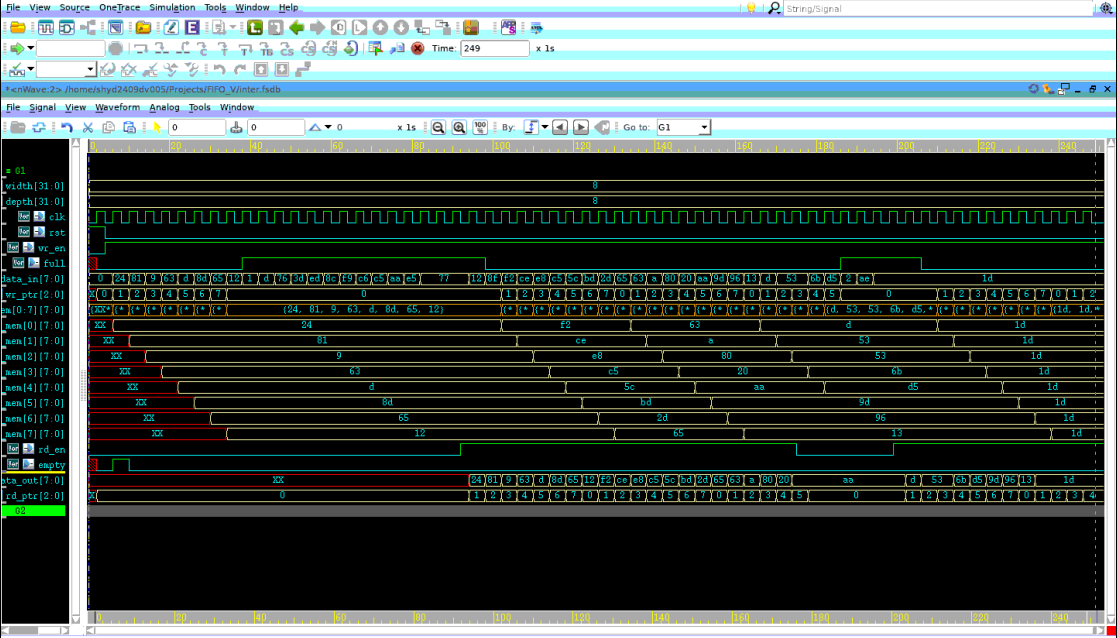 File View Source OneTrace Simulation Tools Window Help
String/Signal
Time: 249 x 1s
*<nWave:2> /home/shyd2409dv005/Projects/FIFO_V/inter.fsdb
File Signal View Waveform Analog Tools Window
0 0 0 x 1s 100 By: Go to: G1
0 20 40 60 80 100 120 140 160 180 200 220 240
G1
width[31:0] 8
depth[31:0] 8
clk
rst
wr_en
full
data_in[7:0] 0 24 81 9 63 d 8d 65 12 1 d 76 3d ed 8c f9 c6 c5 aa e5 77 12 8f f2 ce e8 c5 5c bd 2d 65 63 a 80 20 aa 9d 96 13 d 53 6b d5 2 ae 1d
wr_ptr[2:0] X 0 1 2 3 4 5 6 7 0 1 2 3 4 5 6 7 0 1 2 3 4 5 6 7 0 1 2 3 4 5 0 1 2 3 4 5 6 7 0 1 2
em[0:7][7:0] (24, 81, 9, 63, d, 8d, 65, 12) (d, 53, 53, 6b, d5,* (1d, 1d,*
mem[0][7:0] XX 24 f2 63 d 1d
mem[1][7:0] XX 81 ce a 53 1d
mem[2][7:0] XX 9 e8 80 53 1d
mem[3][7:0] XX 63 c5 20 6b 1d
mem[4][7:0] XX d 5c aa d5 1d
mem[5][7:0] XX 8d bd 9d 1d
mem[6][7:0] XX 65 2d 96 1d
mem[7][7:0] XX 12 65 13 1d
rd_en
empty
ata_out[7:0] XX 24 81 9 63 d 8d 65 12 f2 ce e8 c5 5c bd 2d 65 63 a 80 20 aa d 53 6b d5 9d 96 13 1d
rd_ptr[2:0] X 0 1 2 3 4 5 6 7 0 1 2 3 4 5 6 7 0 1 2 3 4 5 0 1 2 3 4 5 6 7 0 1 2 3 4
G2
0 20 40 60 80 100 120 140 160 180 200 220 240